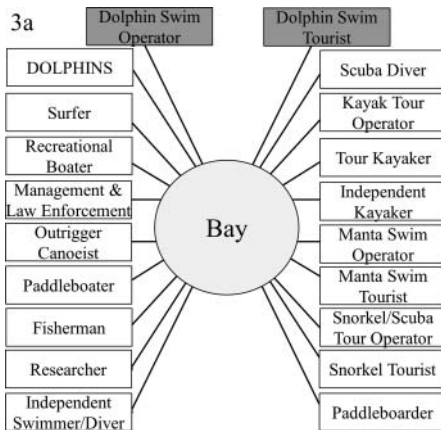 3a
Dolphin Swim
Operator
Dolphin Swim
Tourist
DOLPHINS
Surfer
Recreational
Boater
Management &
Law Enforcement
Outrigger
Canoeist
Paddleboater
Fisherman
Researcher
Independent
Swimmer/Diver
Bay
Scuba Diver
Kayak Tour
Operator
Tour Kayaker
Independent
Kayaker
Manta Swim
Operator
Manta Swim
Tourist
Snorkel/Scuba
Tour Operator
Snorkel Tourist
Paddleboarder